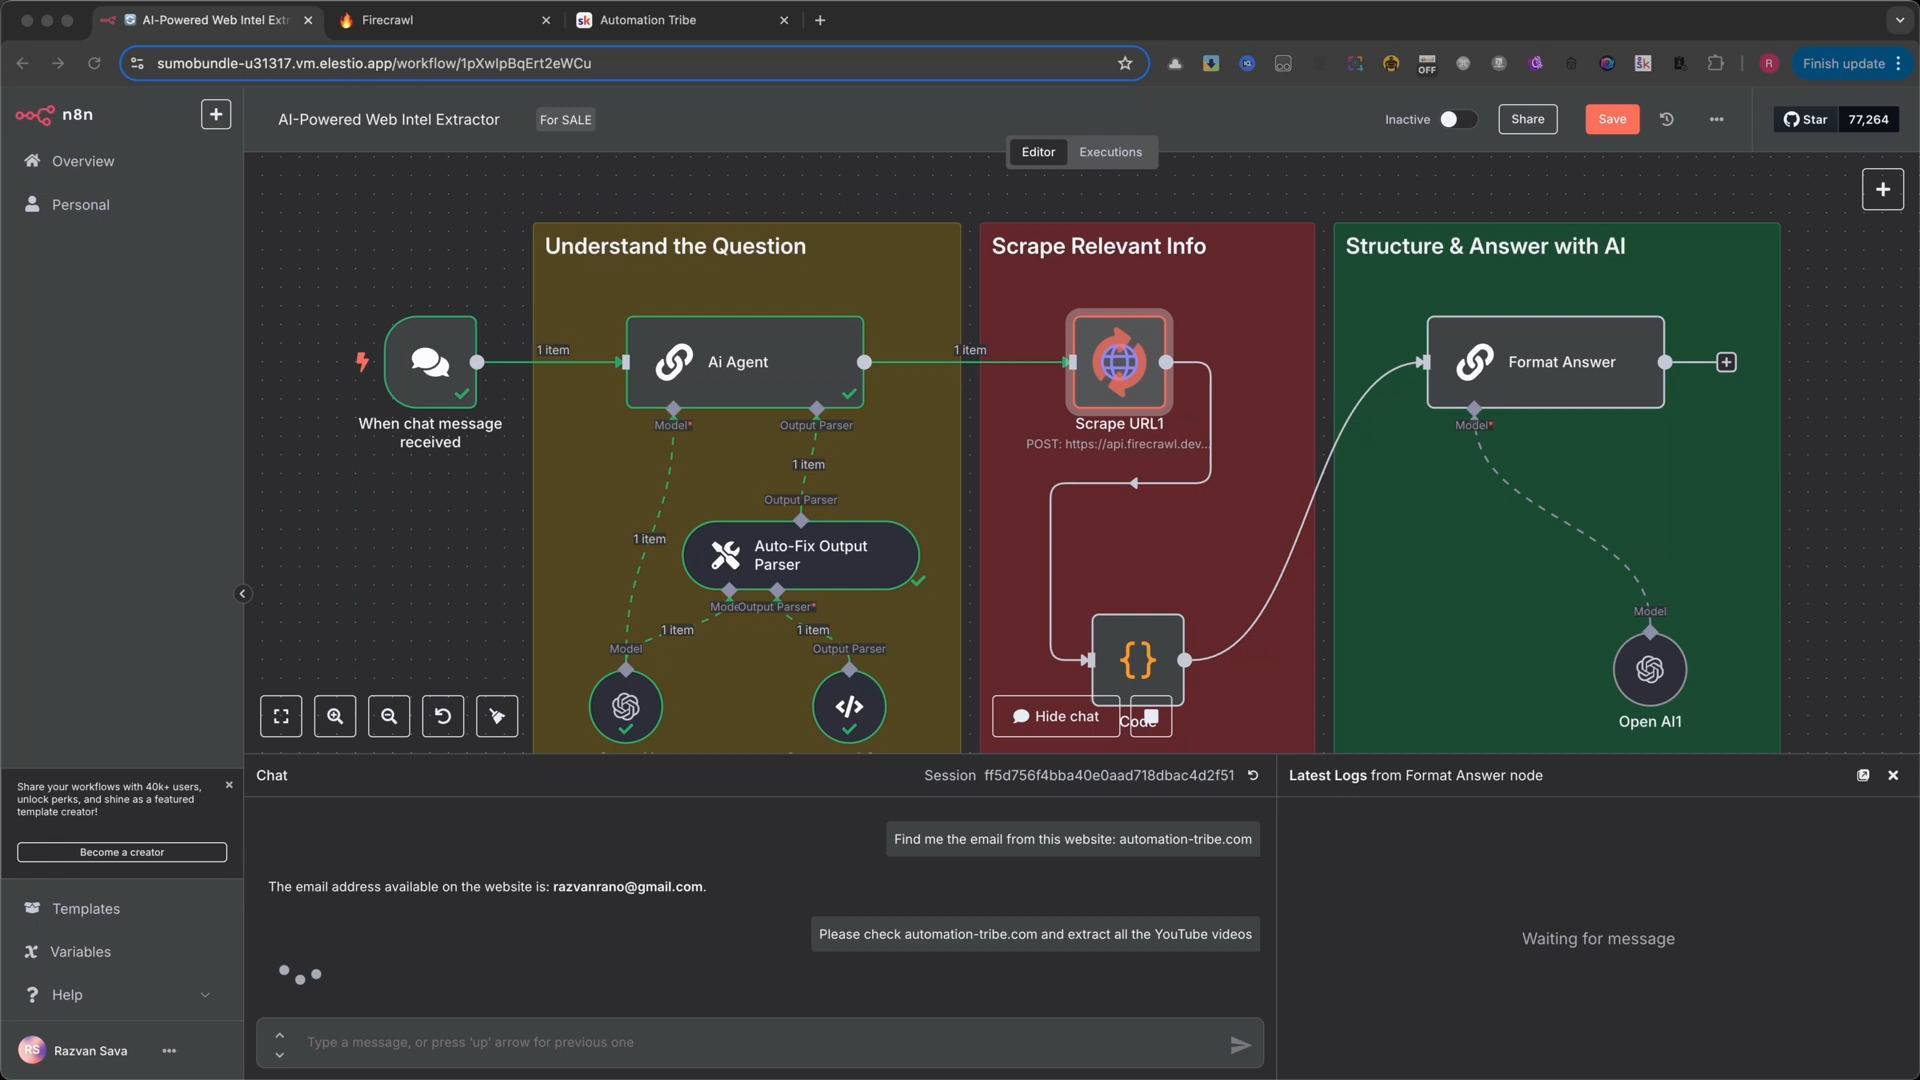 AI-Powered Web Intel Extr
Firecrawl
Automation Tribe
sumobundle-u31317.vm.elestio.app/workflow/1pXwlpBqErt2eWCu
OFF
R
Finish update
n8n
AI-Powered Web Intel Extractor
For SALE
Inactive
Share
Save
Star
77,264
Editor
Executions
Overview
Personal
Understand the Question
Scrape Relevant Info
Structure & Answer with AI
1 item
Ai Agent
1 item
Format Answer
When chat message
received
Model*
Output Parser
Scrape URL1
POST: https://api.firecrawl.dev...
Model*
1 item
Output Parser
1 item
Auto-Fix Output
Parser
Mode
Output Parser*
1 item
1 item
Model
Output Parser
Model
Hide chat
Code
Open AI1
Share your workflows with 40k+ users,
unlock perks, and shine as a featured
template creator!
Become a creator
Templates
Variables
Help
RS
Razvan Sava
Chat
Session ff5d756f4bba40e0aad718dbac4d2f51
Find me the email from this website: automation-tribe.com
The email address available on the website is: razvanrano@gmail.com.
Please check automation-tribe.com and extract all the YouTube videos
Type a message, or press ‘up’ arrow for previous one
Latest Logs from Format Answer node
Waiting for message